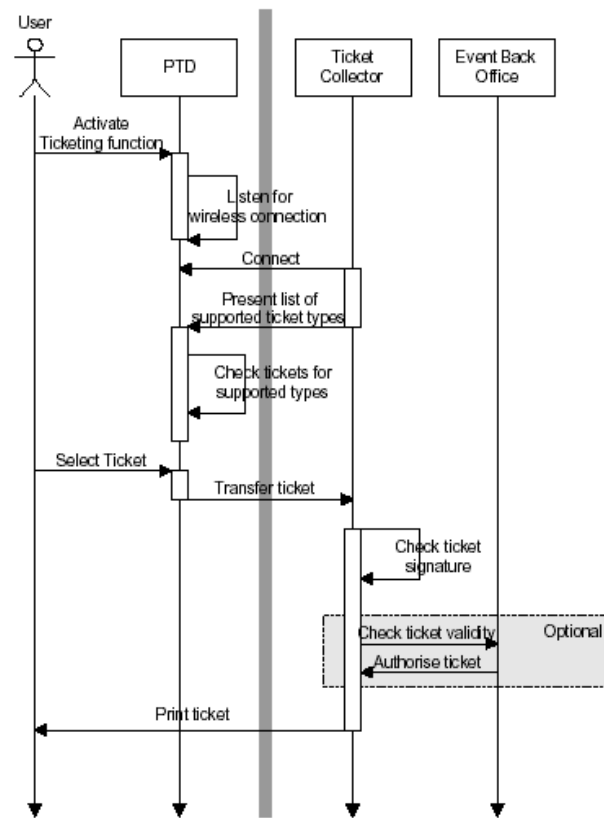 User
PTD
Ticket
Collector
Event Back
Office
Activate
Ticketing function
Listen for
wireless connection
Connect
Present list of
supported ticket types
Check tickets for
supported types
Select Ticket
Transfer ticket
Check ticket
signature
Check ticket validity
Optional
Authorise ticket
Print ticket